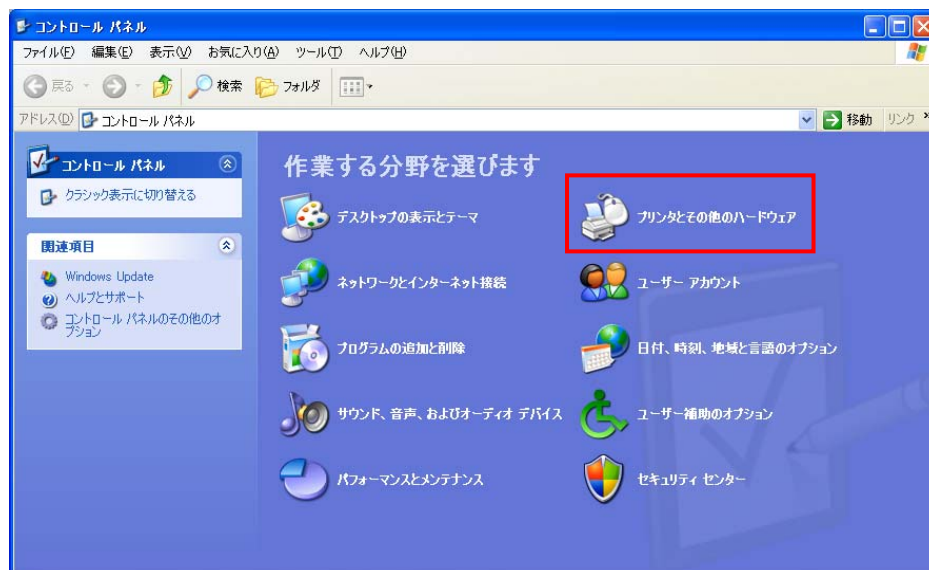 コントロール パネル
ファイル(F) 編集(E) 表示(V) お気に入り(A) ツール(T) ヘルプ(H)
戻る 検索 フォルダ
アドレス(D) コントロール パネル 移動 リンク »
コントロール パネル
クラシック表示に切り替える
関連項目
Windows Update
ヘルプとサポート
コントロール パネルのその他のオ
プション
作業する分野を選びます
デスクトップの表示とテーマ
プリンタとその他のハードウェア
ネットワークとインターネット接続
ユーザー アカウント
プログラムの追加と削除
日付、時刻、地域と言語のオプション
サウンド、音声、およびオーディオ デバイス
ユーザー補助のオプション
パフォーマンスとメンテナンス
セキュリティ センター